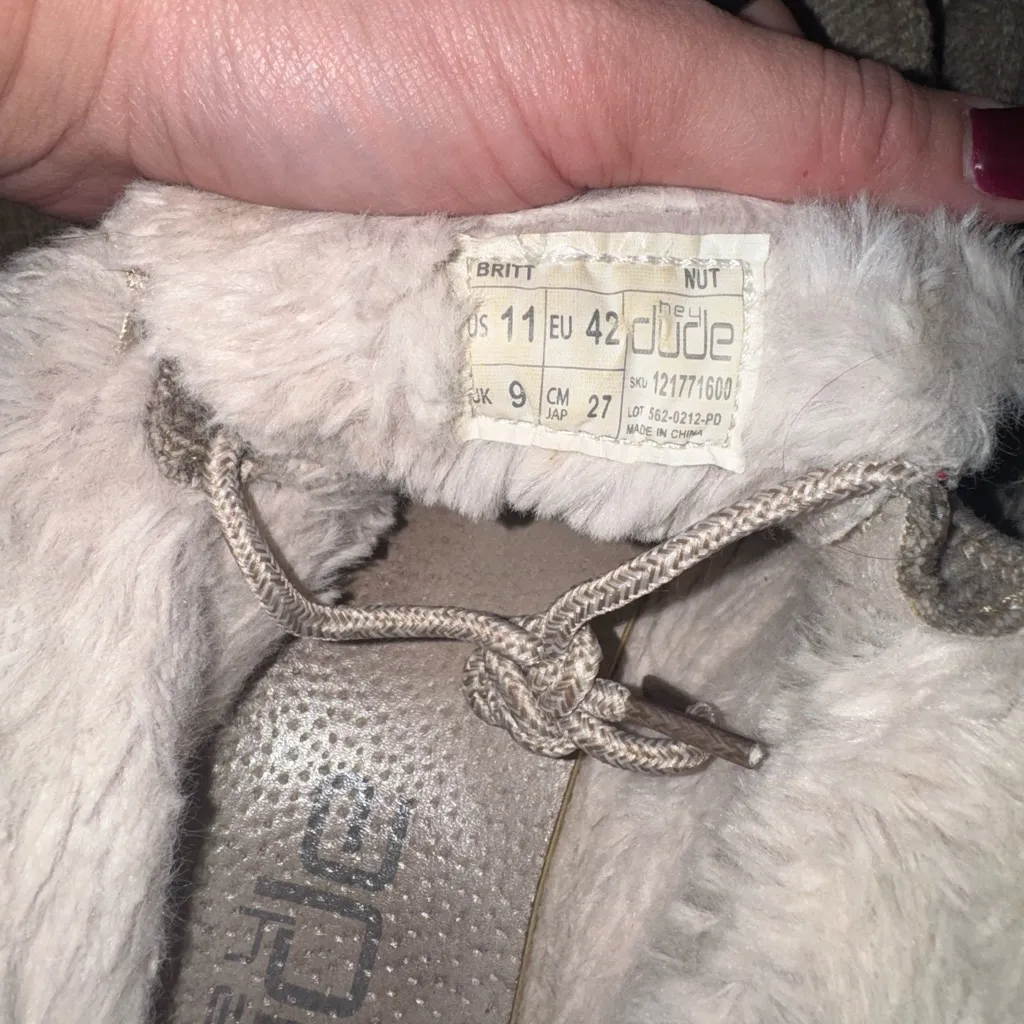 BRITT NUT
US 11 EU 42 hey dude
SKU 121771600
UK 9 CM JAP 27
LOT 562-0212-PD
MADE IN CHINA